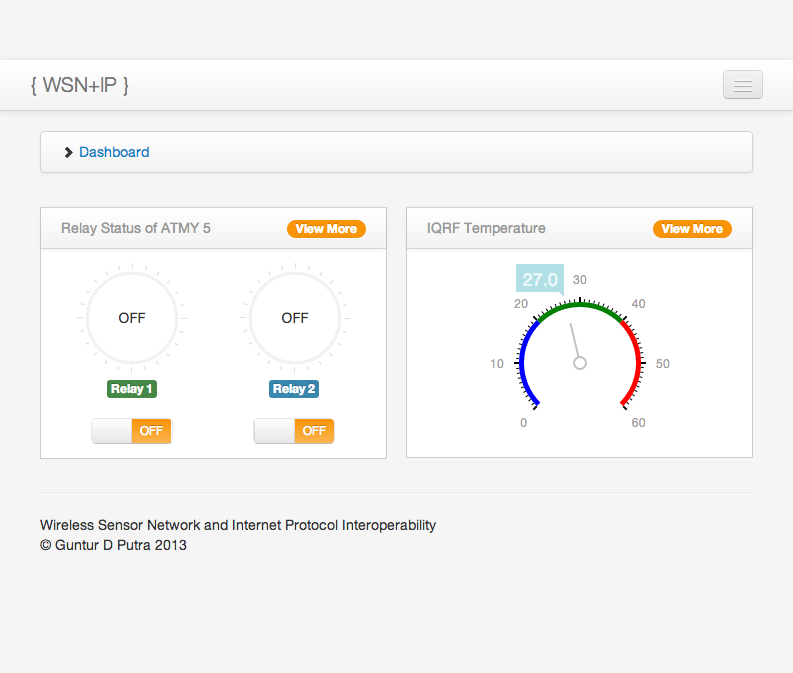 { WSN+IP }
Dashboard
Relay Status of ATMY 5
View More
OFF
OFF
Relay 1
Relay 2
OFF
OFF
IQRF Temperature
View More
27.0
30
20
40
10
50
0
60
Wireless Sensor Network and Internet Protocol Interoperability
© Guntur D Putra 2013